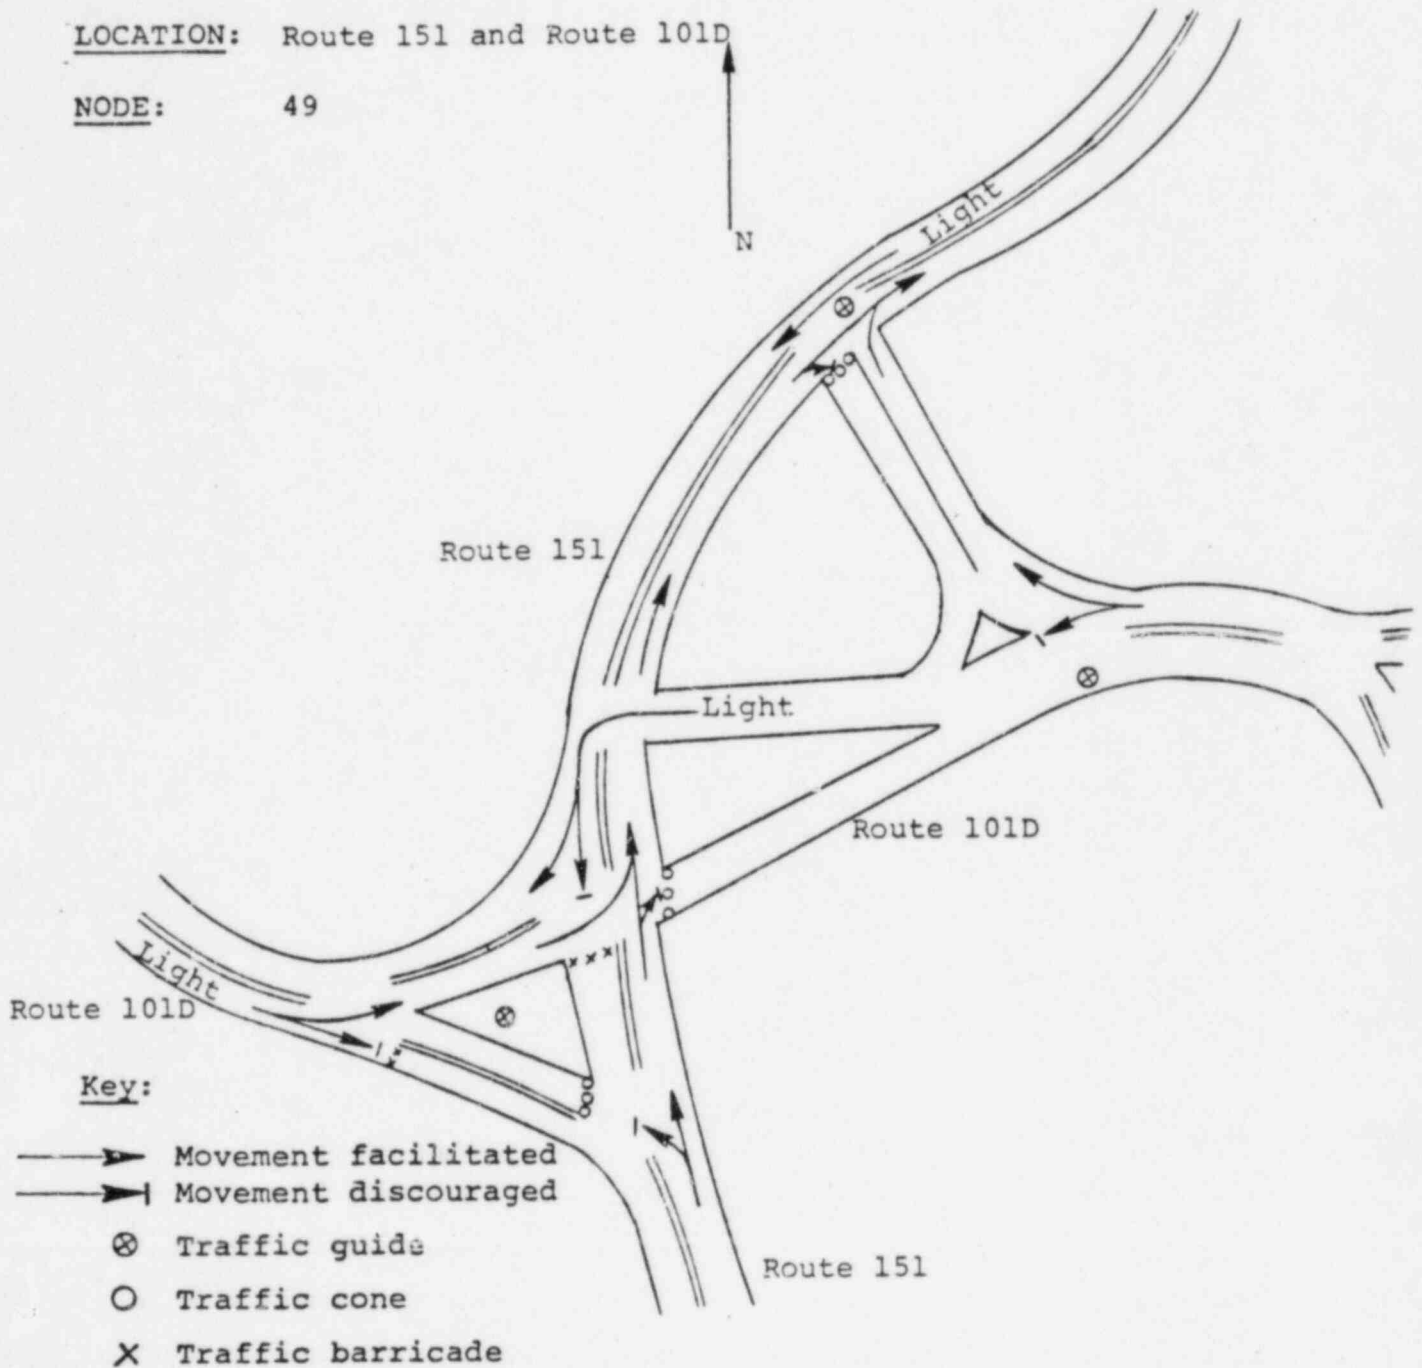 LOCATION: Route 151 and Route 101D
NODE: 49
N
Light
Route 151
Light
Route 101D
Light
Route 101D
Key:
Movement facilitated
Movement discouraged
Traffic guide
Traffic cone
Traffic barricade
Route 151